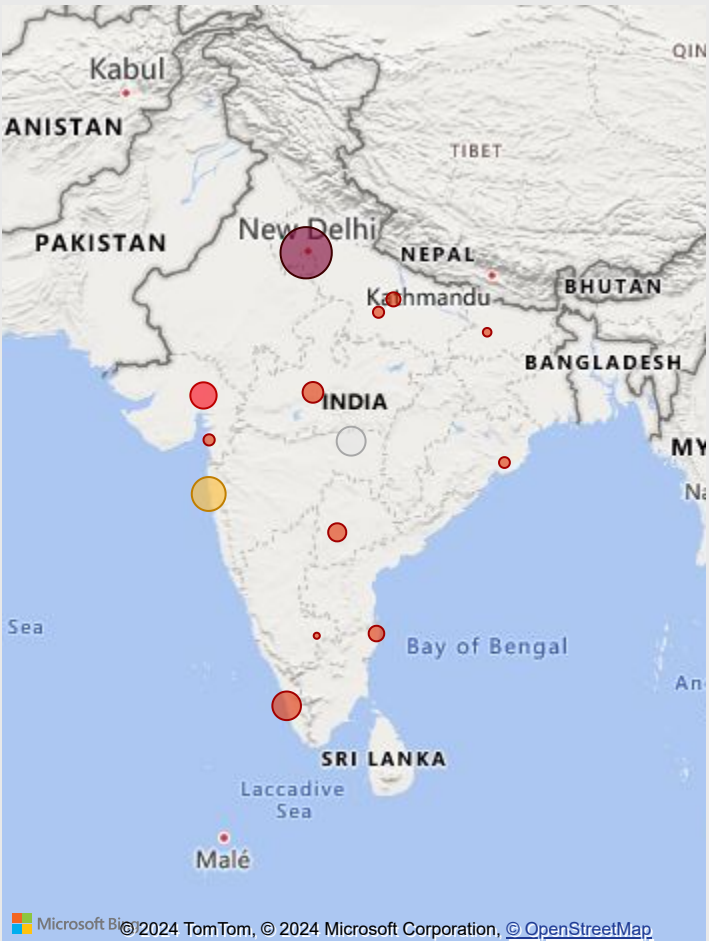 QIN
Kabul
ANISTAN
TIBET
New Delhi
PAKISTAN
NEPAL
BHUTAN
Kathmandu
BANGLADESH
INDIA
MY
Na
Sea
Bay of Bengal
An
SRI LANKA
Laccadive
Sea
Malé
Microsoft Bing
© 2024 TomTom, © 2024 Microsoft Corporation, © OpenStreetMap